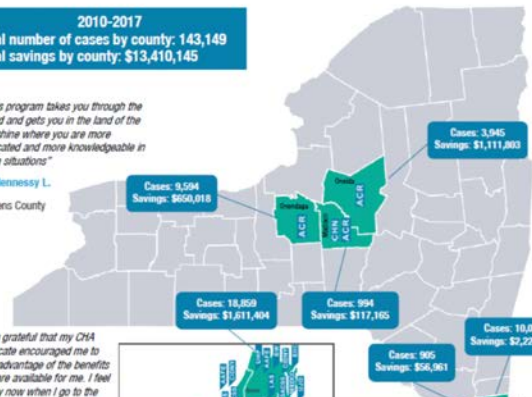 2010-2017
al number of cases by county: 143,149
al savings by county: $13,410,145
s program takes you through the
d and gets you in the land of the
shine where you are more
cated and more knowledgeable in
situations"
ennessy L.
ens County
Cases: 3,945
Savings: $1,111,803
Oneida
ACR
Cases: 9,594
Savings: $650,018
Onondaga
ACR
Madison
CHN
ACR
Cases: 18,859
Savings: $1,611,404
Cases: 994
Savings: $117,165
grateful that my CHA
cate encouraged me to
advantage of the benefits
re available for me. I feel
y now when I go to the
Cases: 10,0
Savings: $2,22
Cases: 905
Savings: $56,961